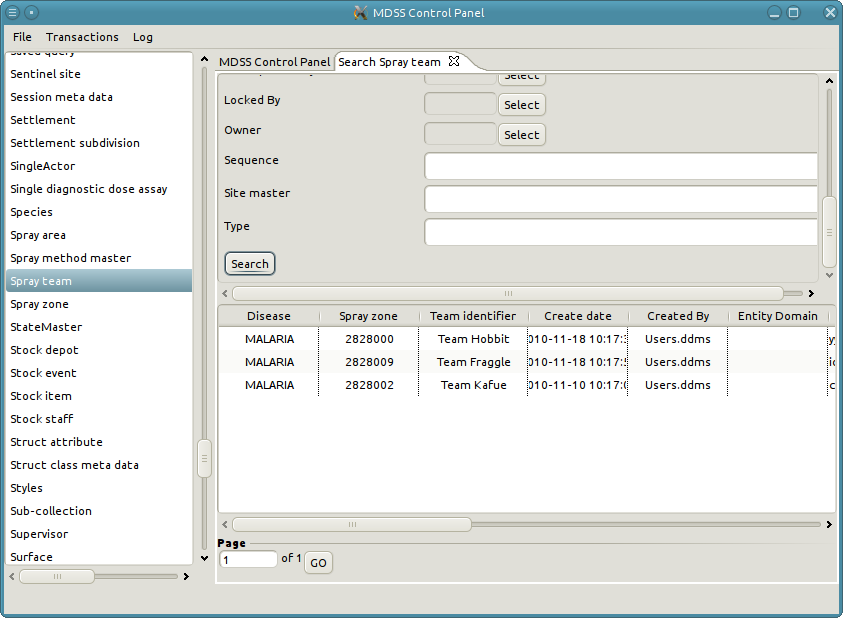 MDSS Control Panel
File Transactions Log
Saved query
Sentinel site
Session meta data
Settlement
Settlement subdivision
SingleActor
Single diagnostic dose assay
Species
Spray area
Spray method master
Spray team
Spray zone
StateMaster
Stock depot
Stock event
Stock item
Stock staff
Struct attribute
Struct class meta data
Styles
Sub-collection
Supervisor
Surface
MDSS Control Panel Search Spray team
Select
Locked By Select
Owner Select
Sequence
Site master
Type
Search
Disease Spray zone Team identifier Create date Created By Entity Domain
MALARIA 2828000 Team Hobbit 010-11-18 10:17:3 Users.ddms
MALARIA 2828009 Team Fraggle 010-11-18 10:17:5 Users.ddms
MALARIA 2828002 Team Kafue 010-11-10 10:17:0 Users.ddms
Page
1 of 1 GO